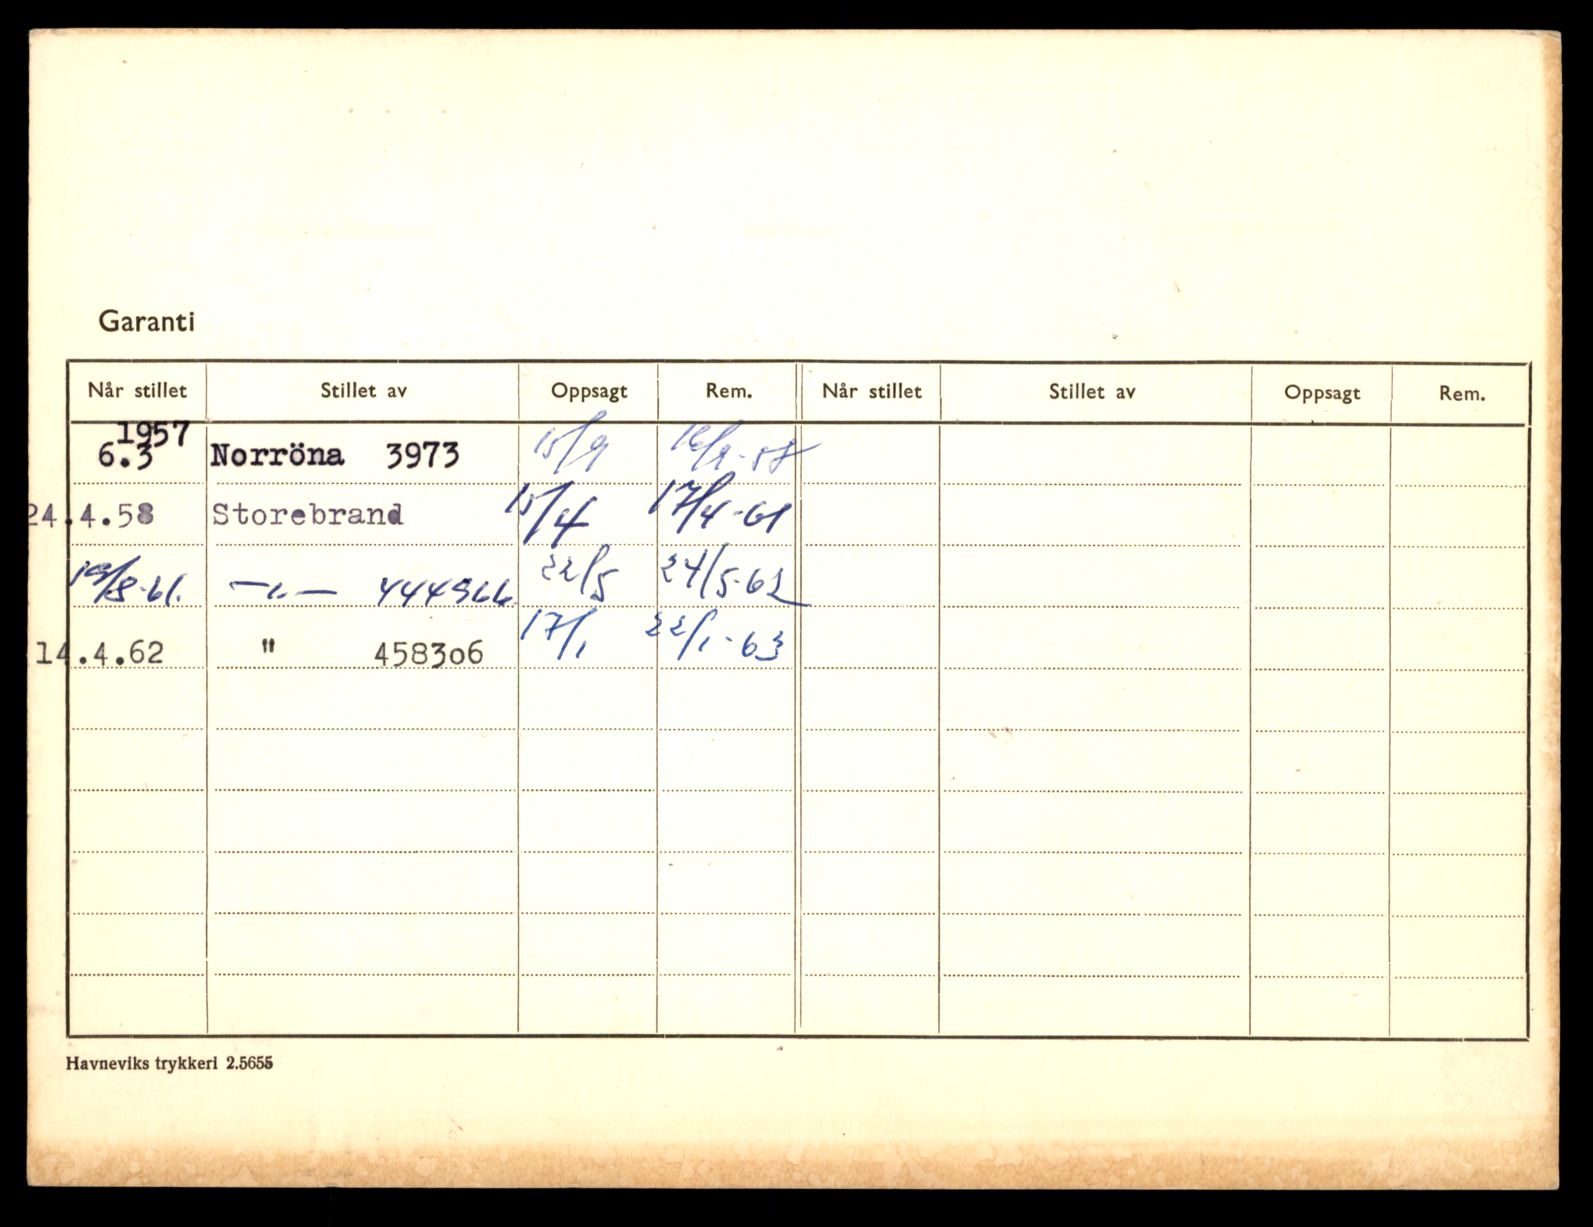 Garanti
Når stillet Stillet av Oppsagt Rem. Når stillet Stillet av Oppsagt Rem.
1957
6.3 Norröna 3973 15/9 16/9-58
24.4.58 Storebrand 15/4 17/4-61
19/8-61. —"— 444966 22/5 24/5-62
14.4.62 " 458306 17/1 22/1-63
Havneviks trykkeri 2.5655